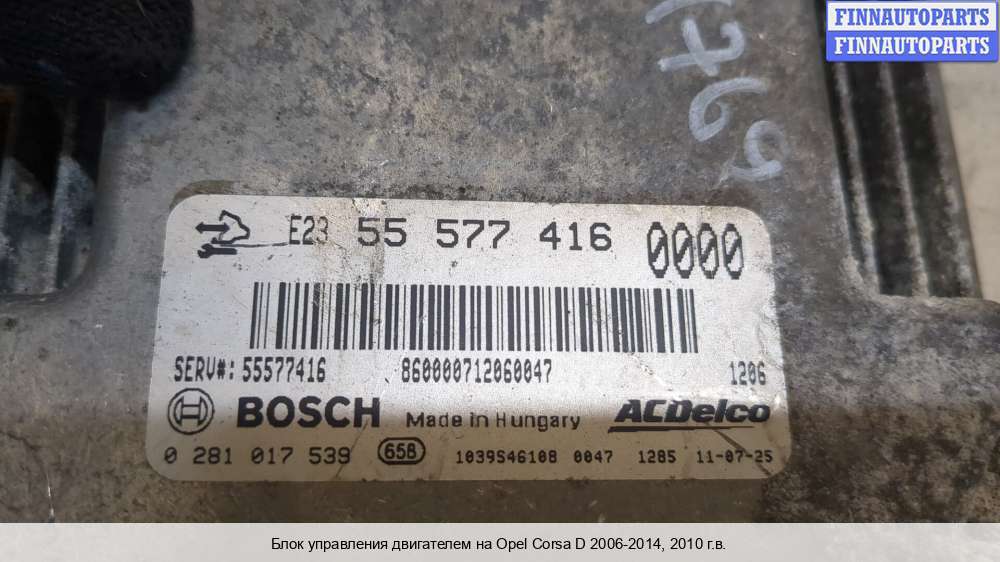 FINNAUTOPARTS
FINNAUTOPARTS
1769
E23 55 577 416 0000
SERV#: 55577416 860000712060047 1206
BOSCH Made in Hungary ACDelco
0 281 017 539 658 1039S46108 0047 1285 11-07-25
Блок управления двигателем на Opel Corsa D 2006-2014, 2010 г.в.